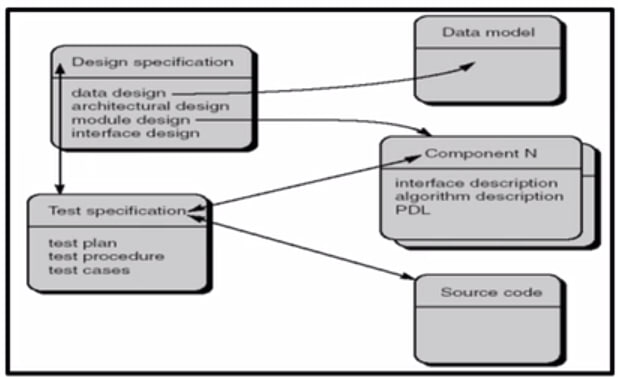 Design specification
data design
architectural design
module design
interface design
Data model
Component N
interface description
algorithm description
PDL
Test specification
test plan
test procedure
test cases
Source code